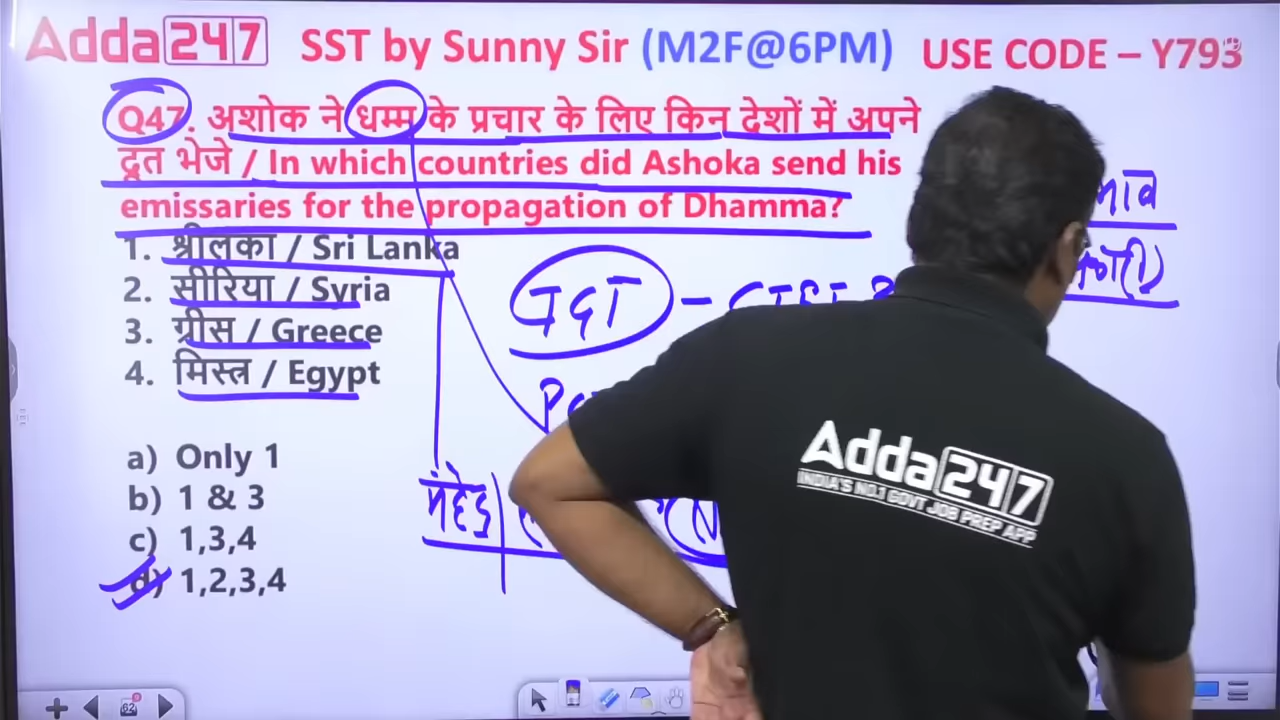 Adda247 SST by Sunny Sir (M2F@6PM) USE CODE – Y793
Q47. अशोक ने धम्म के प्रचार के लिए किन देशों में अपने
दूत भेजे / In which countries did Ashoka send his
emissaries for the propagation of Dhamma?
1. श्रीलंका / Sri Lanka
2. सीरिया / Syria
3. ग्रीस / Greece
4. मिस्त्र / Egypt
TGT –
a) Only 1
b) 1 & 3
c) 1,3,4
d) 1,2,3,4
Adda247
INDIA'S NO.1 GOVT JOB PREP APP